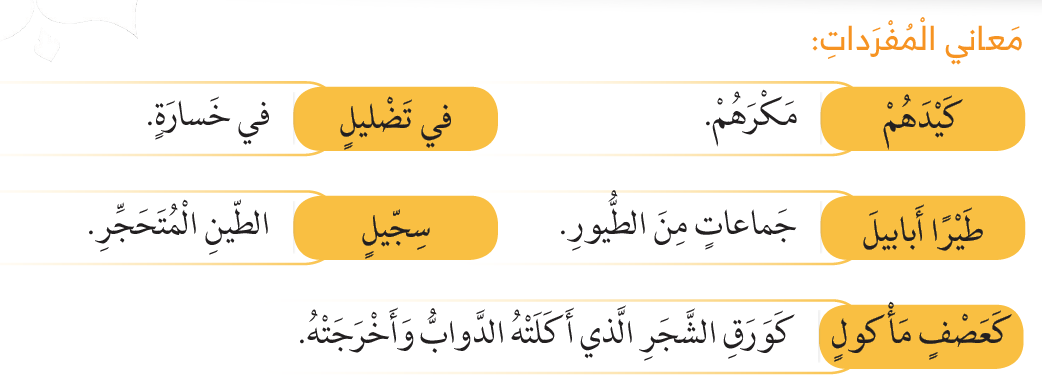 مَعاني الْمُفْرَداتِ:
كَيْدَهُمْ مَكْرَهُمْ. في تَضْليلٍ في خَسارَةٍ.
طَيْرًا أَبابيلَ جَماعاتٍ مِنَ الطُّيورِ. سِجّيلٍ الطّينِ الْمُتَحَجِّرِ.
كَعَصْفٍ مَأْكولٍ كَوَرَقِ الشَّجَرِ الَّذي أَكَلَتْهُ الدَّوابُّ وَأَخْرَجَتْهُ.